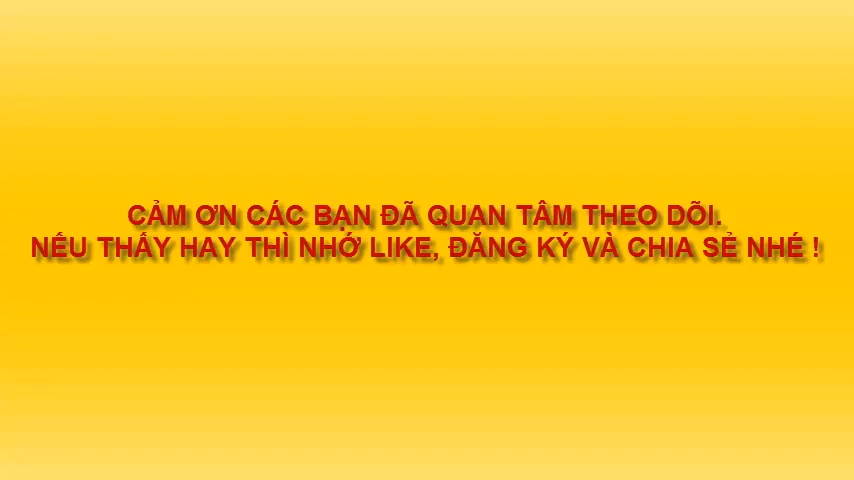 CẢM ƠN CÁC BẠN ĐÃ QUAN TÂM THEO DÕI.
NẾU THẤY HAY THÌ NHỚ LIKE, ĐĂNG KÝ VÀ CHIA SẺ NHÉ !